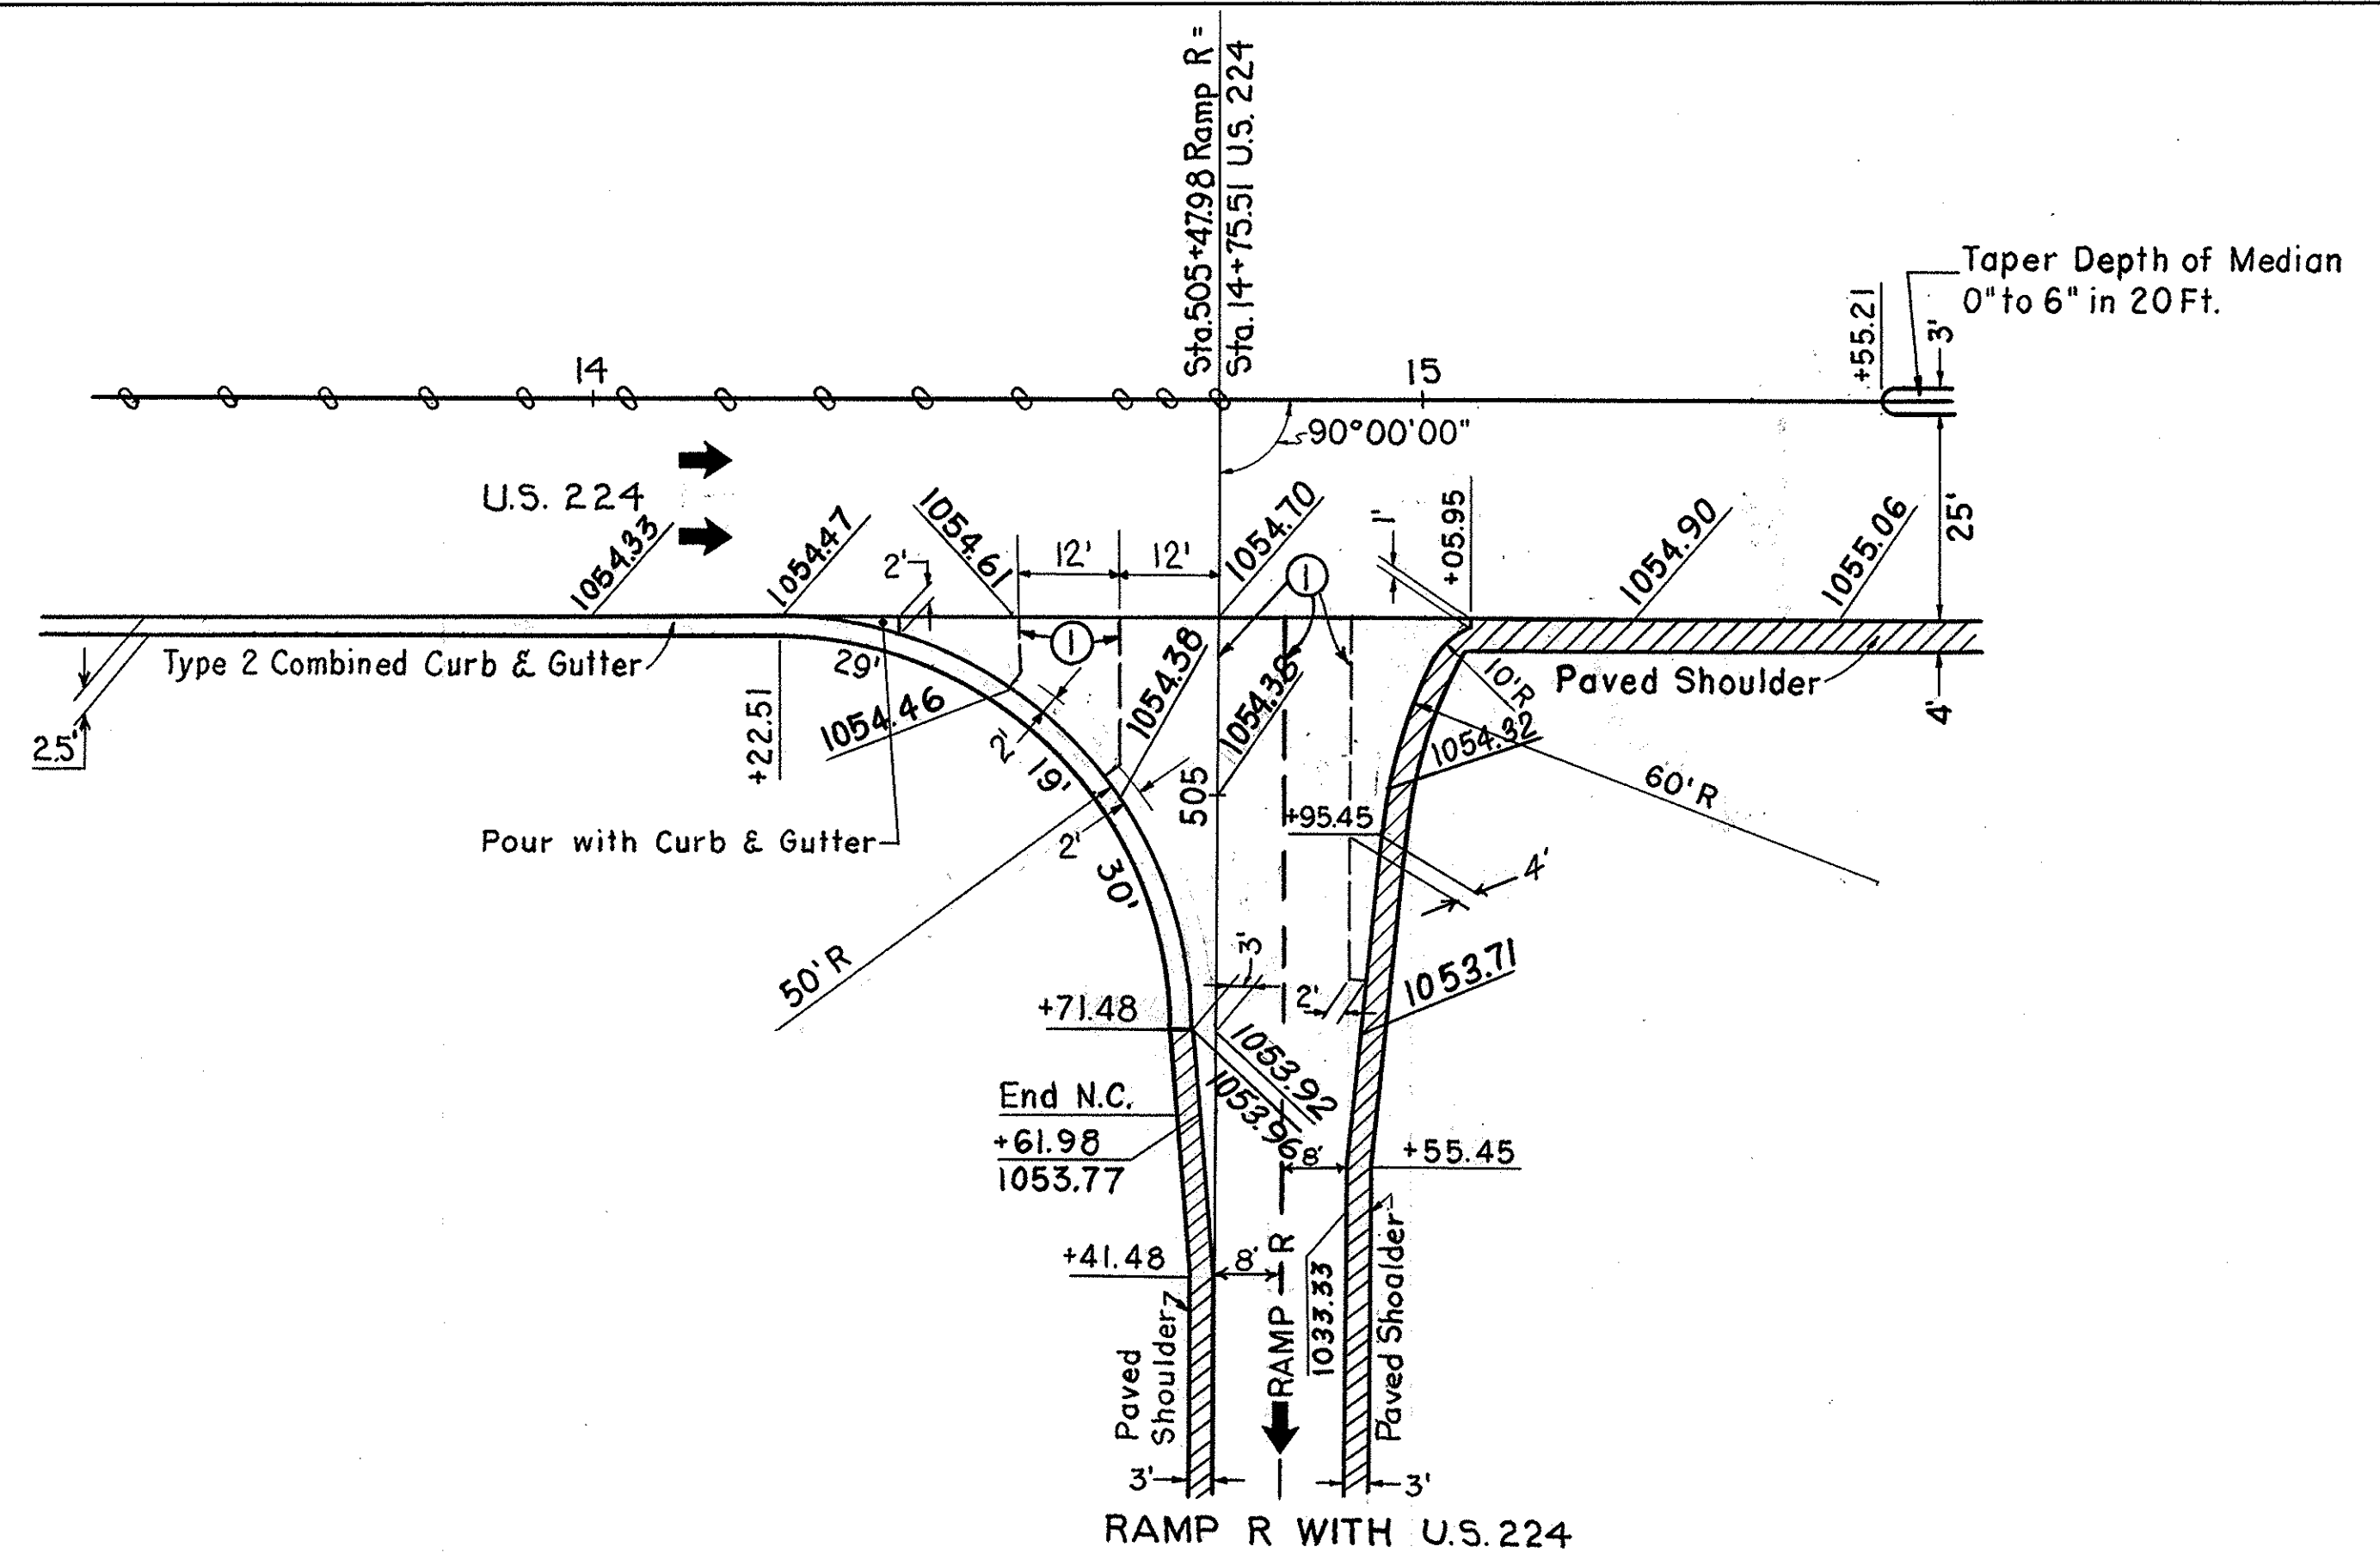 Sta.505+47.98 Ramp R =
Sta. 14+75.51 U.S. 224
Taper Depth of Median
0" to 6" in 20 Ft.
+55.21
3'
14
15
90°00'00"
U.S. 224
1054.33
1054.47
1054.61
2'
12'
12'
1054.70
1
1'
+05.95
1054.90
1055.06
25'
Type 2 Combined Curb & Gutter
29'
1
1054.38
1054.38
10'R
Paved Shoulder
4'
2.5'
+22.51
1054.46
2'
19'
505
1054.32
60'R
+95.45
Pour with Curb & Gutter
2'
30'
4'
50'R
3'
2'
1053.71
+71.48
1053.92
1053.96
End N.C.
+61.98
1053.77
8'
+55.45
+41.48
8'
RAMP R
1033.33
Paved Shoalder
Paved
Shoulder
3'
3'
RAMP R WITH U.S. 224